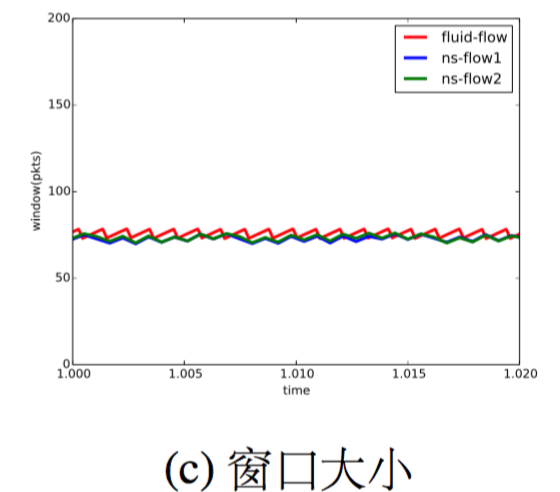 200
150
100
50
0
window(pkts)
fluid-flow
ns-flow1
ns-flow2
1.000 1.005 1.010 1.015 1.020
time
(c) 窗口大小